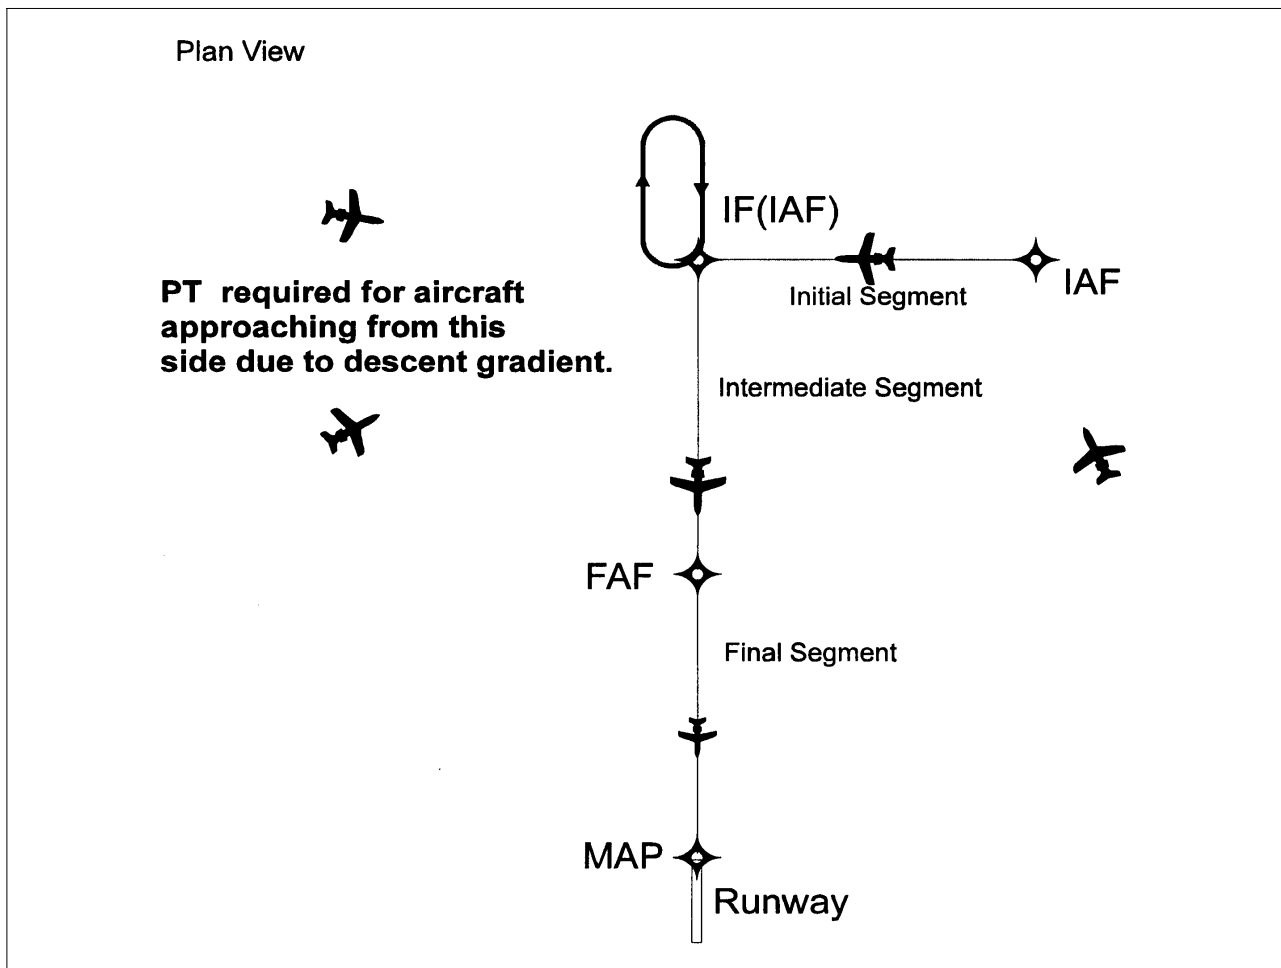 Plan View
IF(IAF)
IAF
Initial Segment
PT required for aircraft
approaching from this
side due to descent gradient.
Intermediate Segment
FAF
Final Segment
MAP
Runway